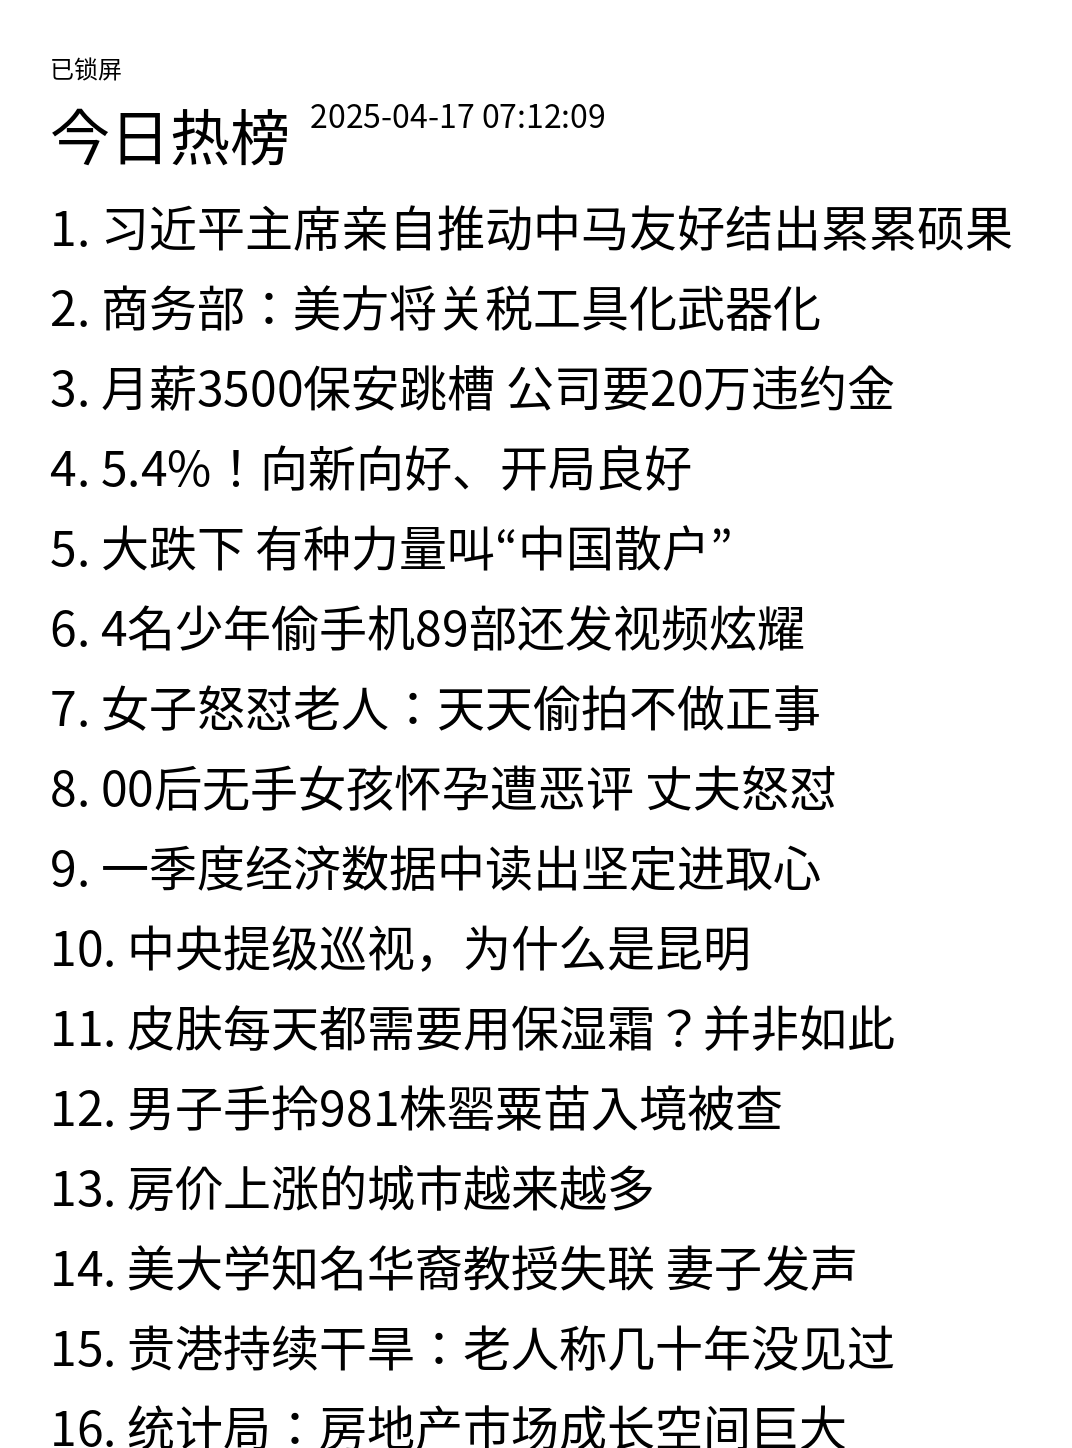 已锁屏
今日热榜 2025-04-17 07:12:09
1. 习近平主席亲自推动中马友好结出累累硕果
2. 商务部：美方将关税工具化武器化
3. 月薪3500保安跳槽 公司要20万违约金
4. 5.4%！向新向好、开局良好
5. 大跌下 有种力量叫“中国散户”
6. 4名少年偷手机89部还发视频炫耀
7. 女子怒怼老人：天天偷拍不做正事
8. 00后无手女孩怀孕遭恶评 丈夫怒怼
9. 一季度经济数据中读出坚定进取心
10. 中央提级巡视，为什么是昆明
11. 皮肤每天都需要用保湿霜？并非如此
12. 男子手拎981株罂粟苗入境被查
13. 房价上涨的城市越来越多
14. 美大学知名华裔教授失联 妻子发声
15. 贵港持续干旱：老人称几十年没见过
16. 统计局：房地产市场成长空间巨大